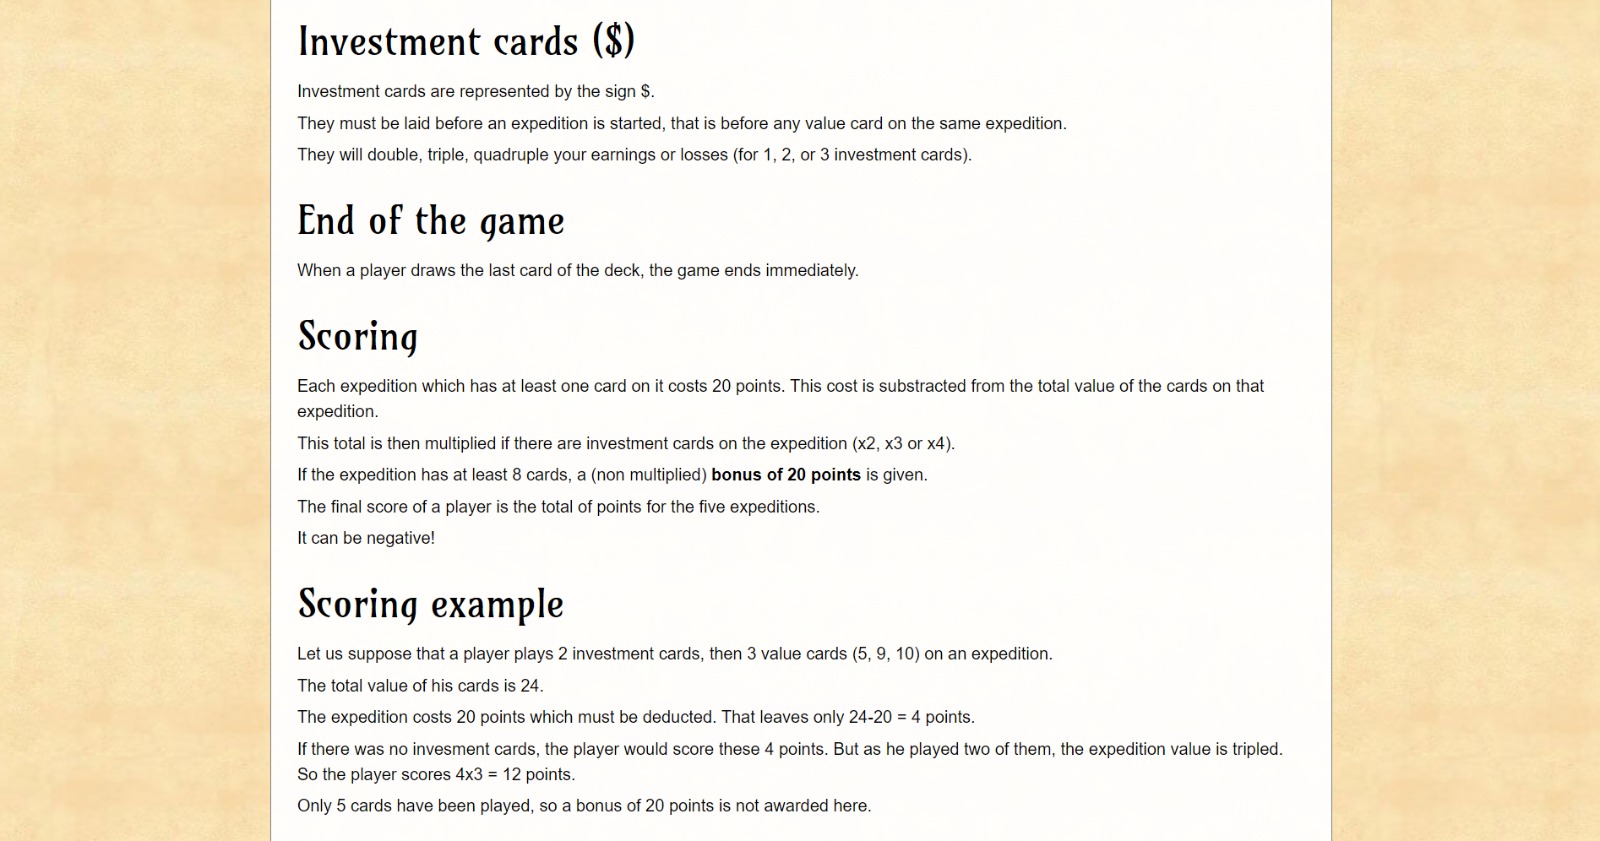 Investment cards ($)
Investment cards are represented by the sign $.
They must be laid before an expedition is started, that is before any value card on the same expedition.
They will double, triple, quadruple your earnings or losses (for 1, 2, or 3 investment cards).
End of the game
When a player draws the last card of the deck, the game ends immediately.
Scoring
Each expedition which has at least one card on it costs 20 points. This cost is substracted from the total value of the cards on that
expedition.
This total is then multiplied if there are investment cards on the expedition (x2, x3 or x4).
If the expedition has at least 8 cards, a (non multiplied) bonus of 20 points is given.
The final score of a player is the total of points for the five expeditions.
It can be negative!
Scoring example
Let us suppose that a player plays 2 investment cards, then 3 value cards (5, 9, 10) on an expedition.
The total value of his cards is 24.
The expedition costs 20 points which must be deducted. That leaves only 24-20 = 4 points.
If there was no invesment cards, the player would score these 4 points. But as he played two of them, the expedition value is tripled.
So the player scores 4x3 = 12 points.
Only 5 cards have been played, so a bonus of 20 points is not awarded here.